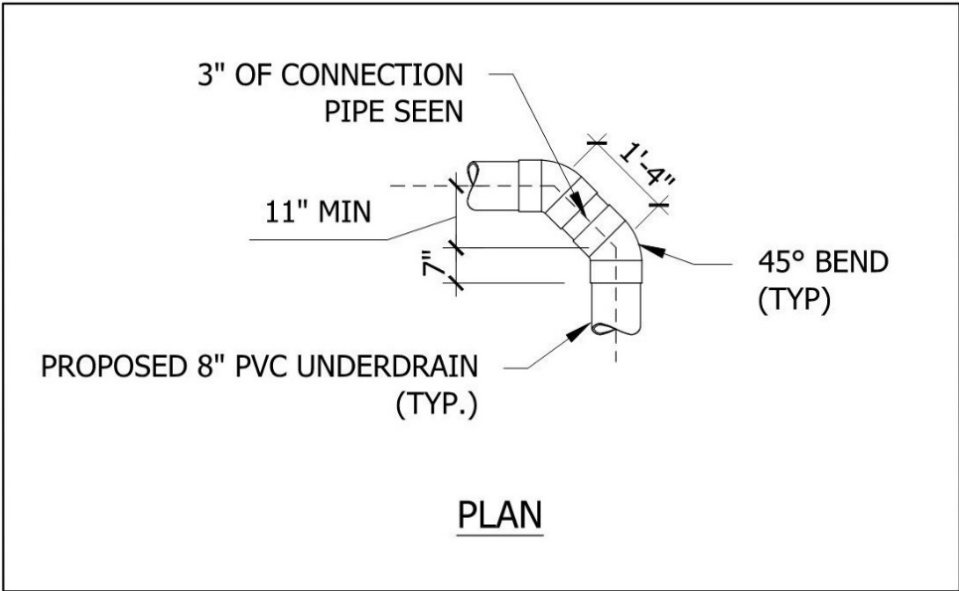 3" OF CONNECTION
PIPE SEEN
1'-4"
11" MIN
7"
45° BEND
(TYP)
PROPOSED 8" PVC UNDERDRAIN
(TYP.)
PLAN